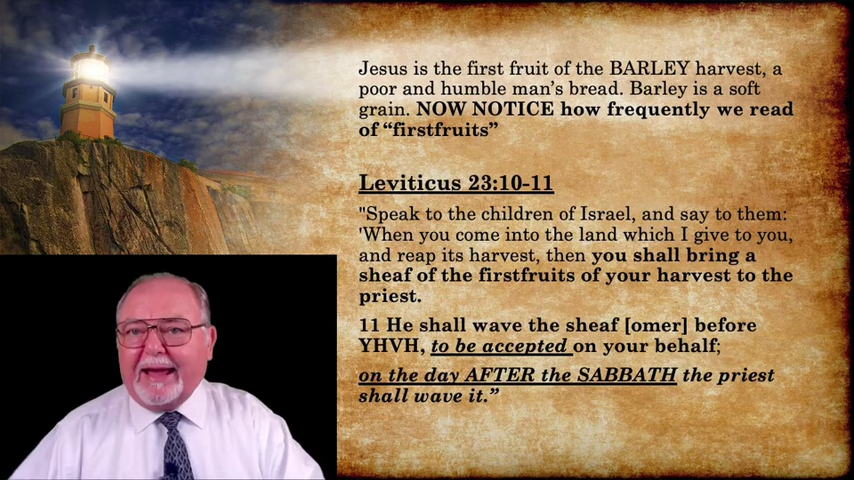 Jesus is the first fruit of the BARLEY harvest, a
poor and humble man’s bread. Barley is a soft
grain. NOW NOTICE how frequently we read
of “firstfruits”
Leviticus 23:10-11
"Speak to the children of Israel, and say to them:
'When you come into the land which I give to you,
and reap its harvest, then you shall bring a
sheaf of the firstfruits of your harvest to the
priest.
11 He shall wave the sheaf [omer] before
YHVH, to be accepted on your behalf;
on the day AFTER the SABBATH the priest
shall wave it.”